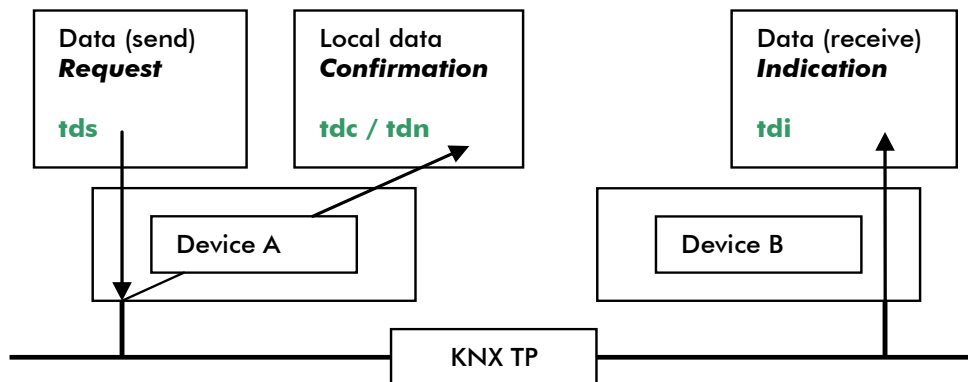 Data (send)
Request
tds
Local data
Confirmation
tdc / tdn
Data (receive)
Indication
tdi
Device A
Device B
KNX TP